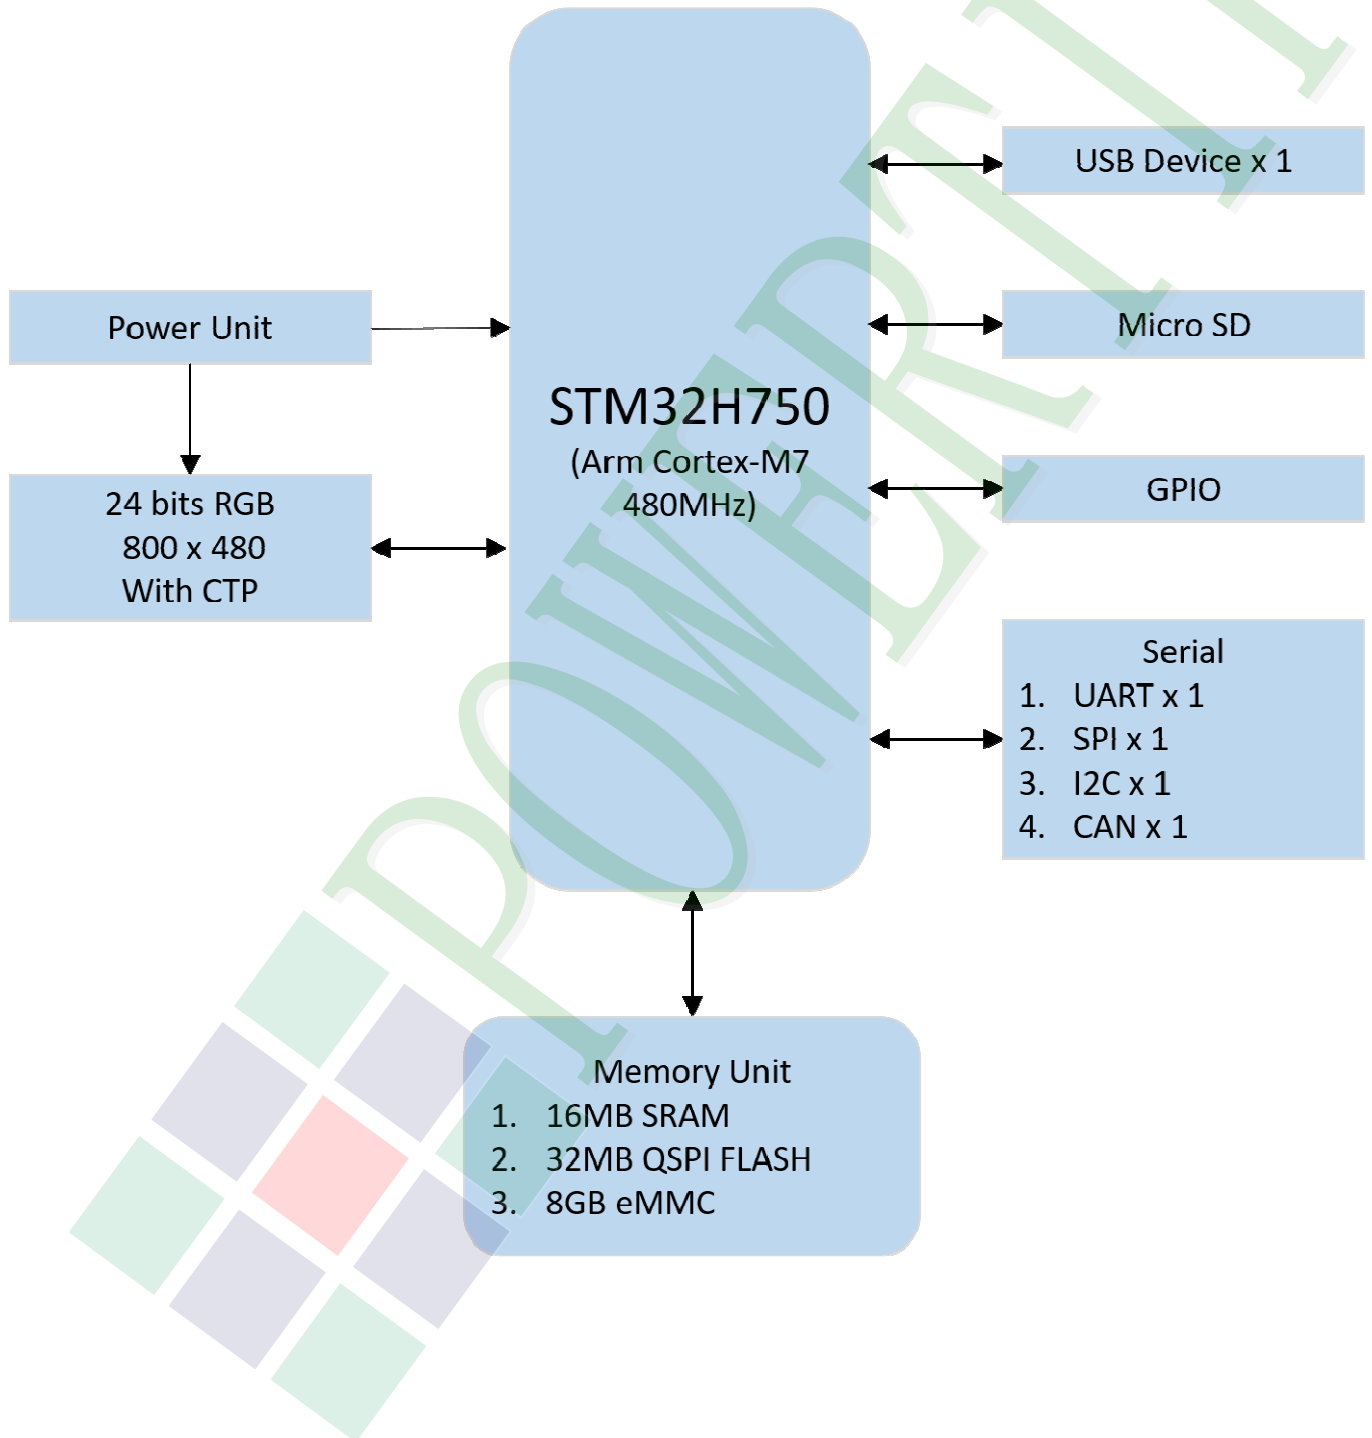 USB Device x 1
Power Unit
Micro SD
STM32H750
(Arm Cortex-M7
480MHz)
GPIO
24 bits RGB
800 x 480
With CTP
Serial
1. UART x 1
2. SPI x 1
3. I2C x 1
4. CAN x 1
Memory Unit
1. 16MB SRAM
2. 32MB QSPI FLASH
3. 8GB eMMC
POWERTI